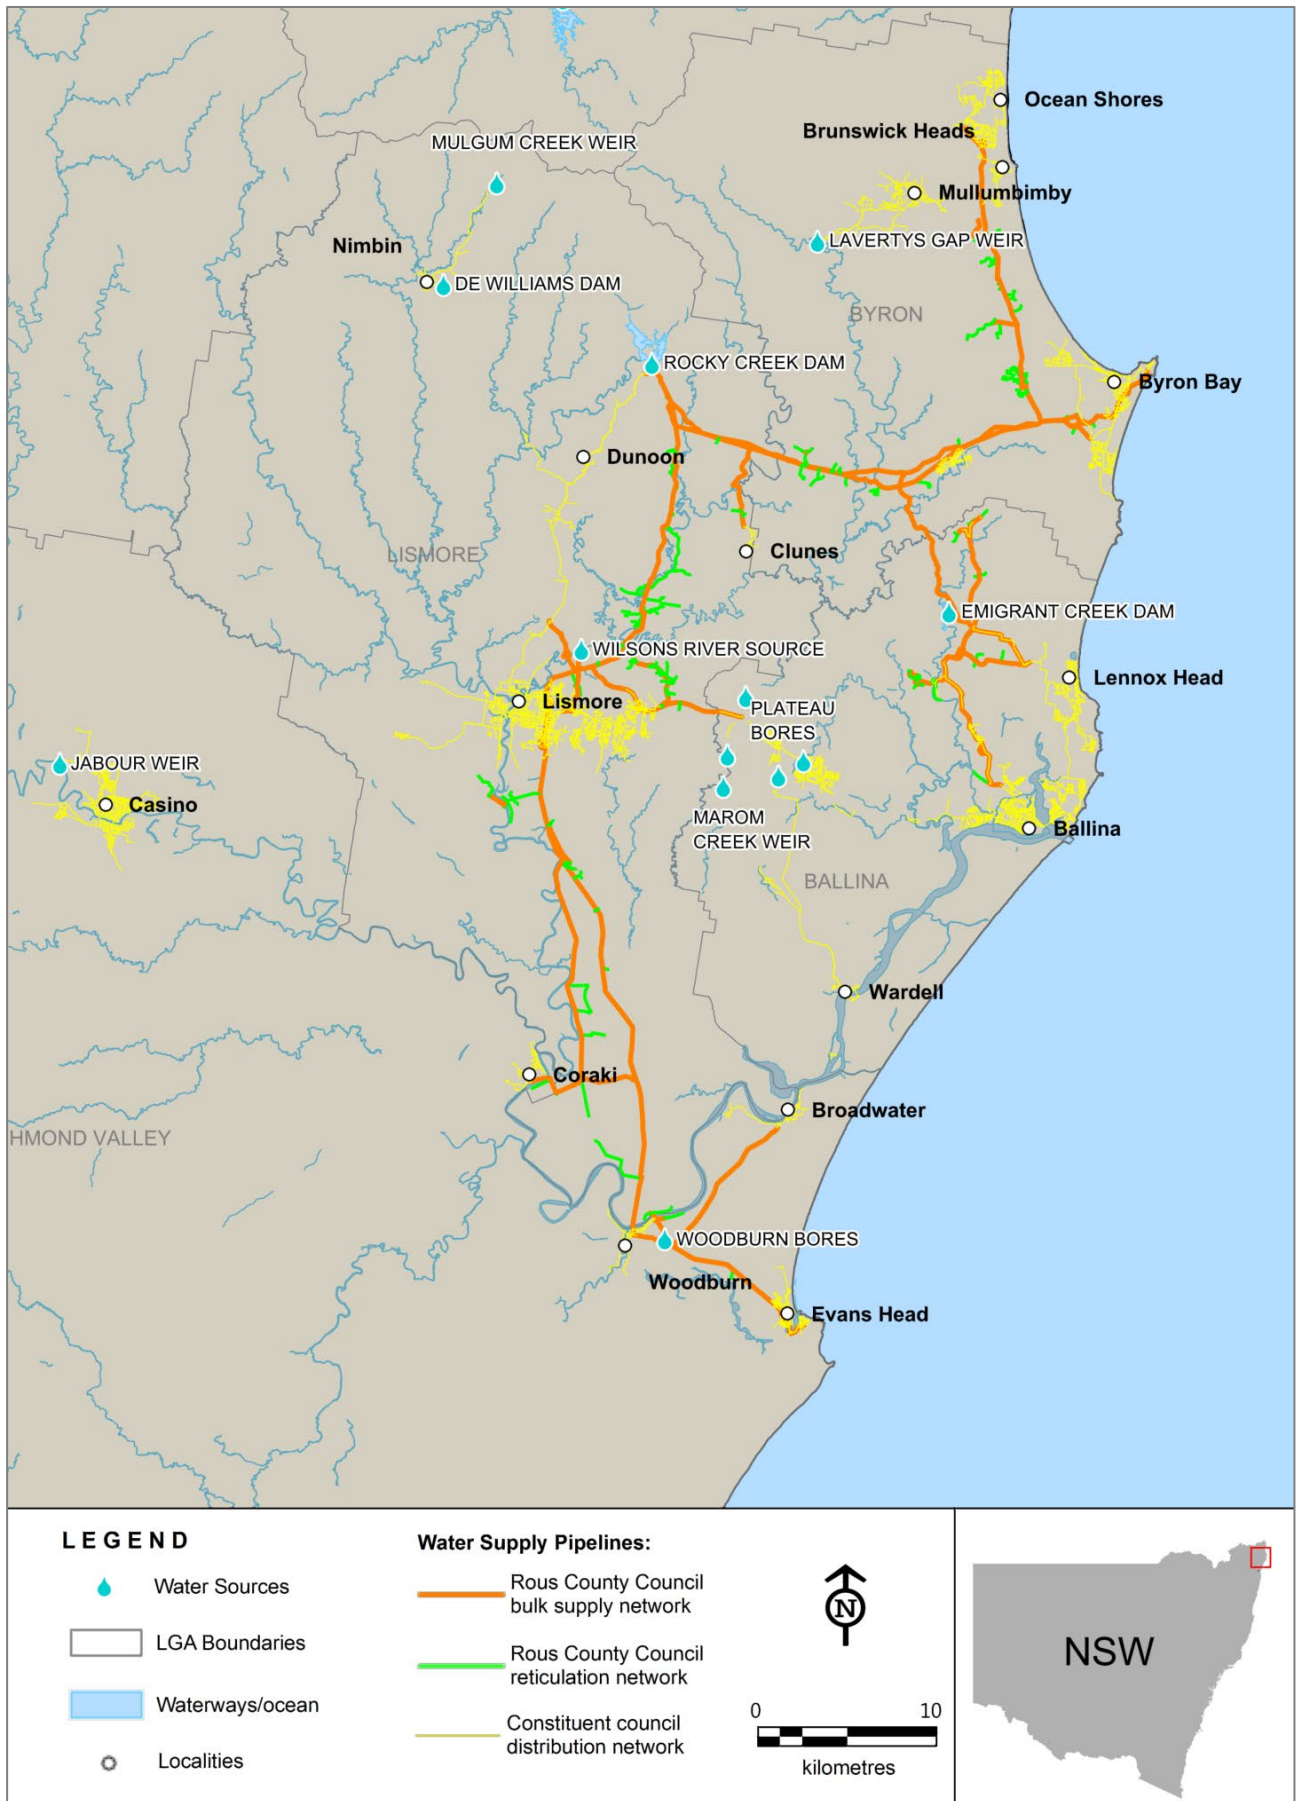 Ocean Shores
Brunswick Heads
MULGUM CREEK WEIR
Mullumbimby
LAVERTYS GAP WEIR
Nimbin
DE WILLIAMS DAM
BYRON
ROCKY CREEK DAM
Byron Bay
Dunoon
LISMORE
Clunes
EMIGRANT CREEK DAM
WILSONS RIVER SOURCE
Lennox Head
Lismore
PLATEAU
BORES
JABOUR WEIR
Casino
MAROM
CREEK WEIR
Ballina
BALLINA
Wardell
Coraki
Broadwater
HMOND VALLEY
WOODBURN BORES
Woodburn
Evans Head
LEGEND
Water Sources
LGA Boundaries
Waterways/ocean
Localities
Water Supply Pipelines:
Rous County Council
bulk supply network
Rous County Council
reticulation network
Constituent council
distribution network
N
0 10
kilometres
NSW